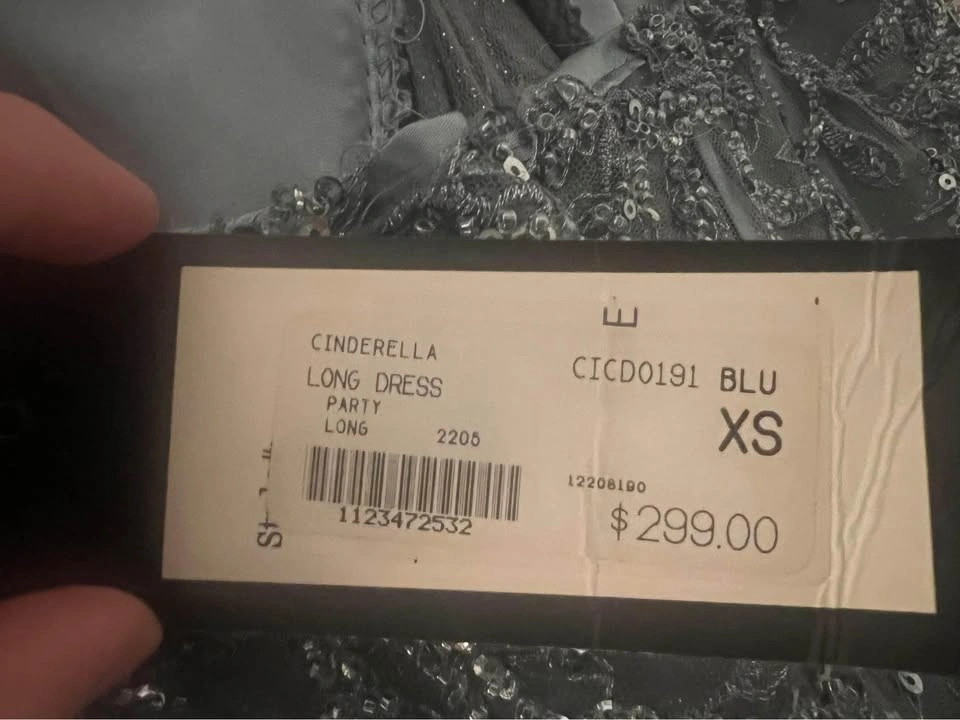 CINDERELLA
LONG DRESS
PARTY
LONG 2205
1123472532
E
CICD0191 BLU
XS
12208190
$299.00